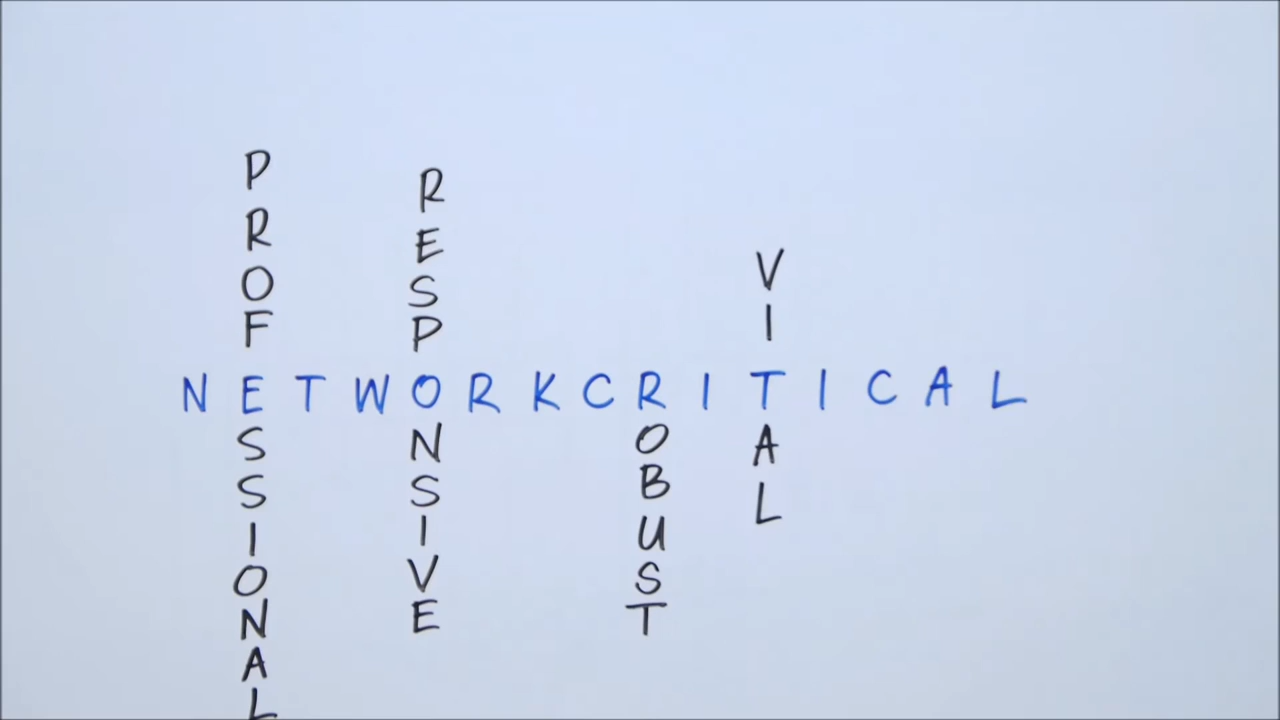 PROFESSIONAL
RESPONSIVE
VITAL
NETWORKCRITICAL
ROBUST